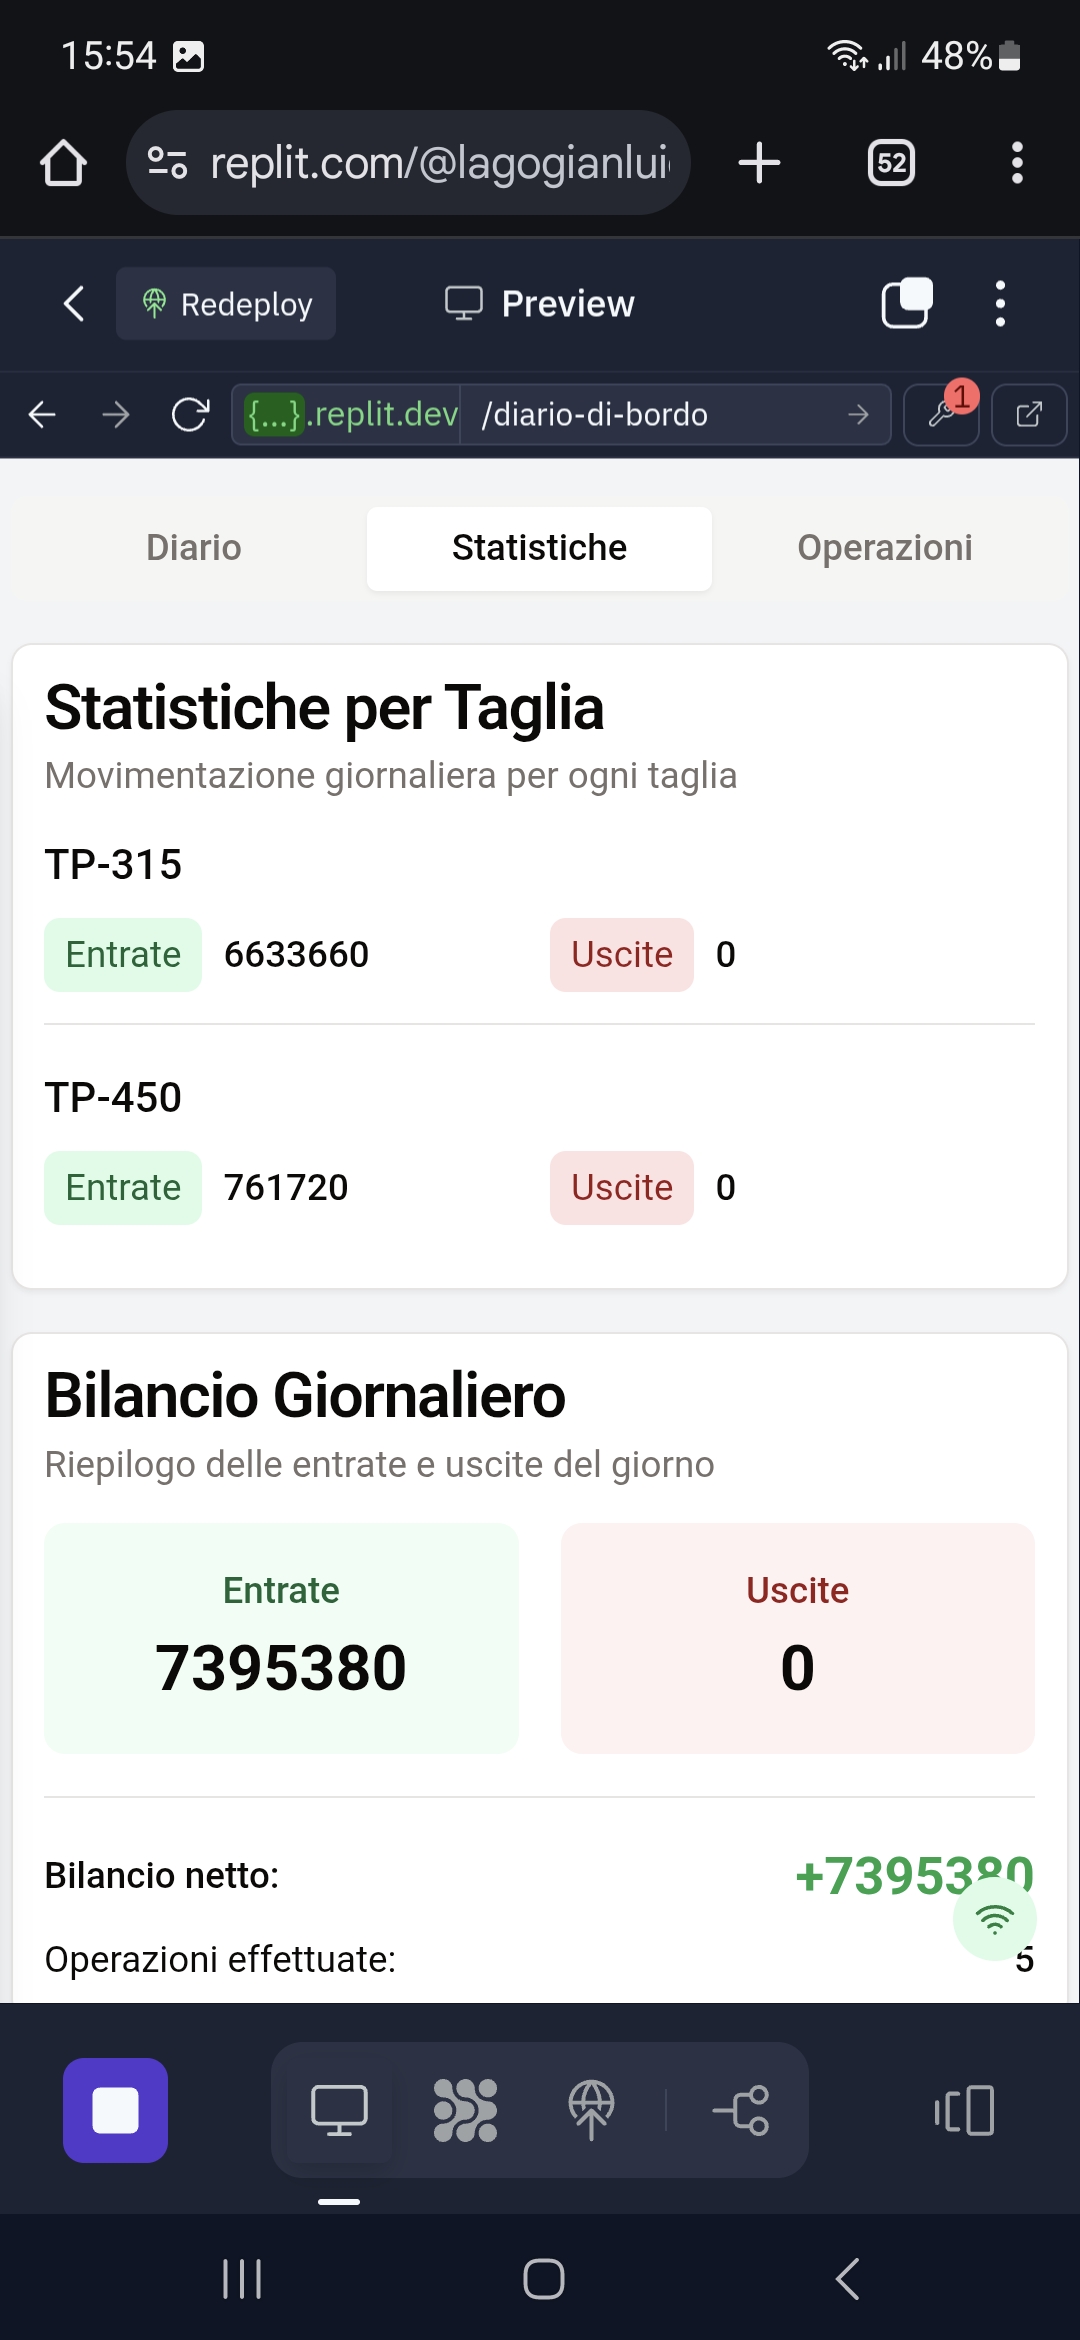 15:54
48%
replit.com/@lagogianlui
52
Redeploy
Preview
{...}.replit.dev
/diario-di-bordo
1
Diario
Statistiche
Operazioni
Statistiche per Taglia
Movimentazione giornaliera per ogni taglia
TP-315
Entrate 6633660
Uscite 0
TP-450
Entrate 761720
Uscite 0
Bilancio Giornaliero
Riepilogo delle entrate e uscite del giorno
Entrate
7395380
Uscite
0
Bilancio netto:
+7395380
Operazioni effettuate:
5